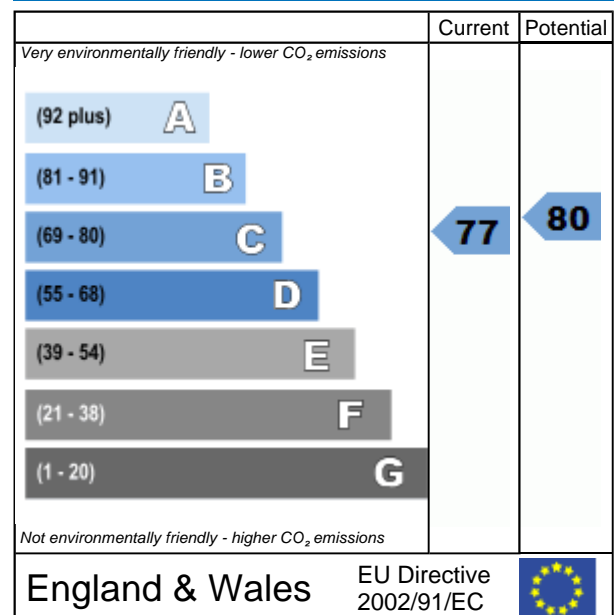 Current Potential
Very environmentally friendly - lower CO₂ emissions
(92 plus) A
(81 - 91) B
(69 - 80) C
77 80
(55 - 68) D
(39 - 54) E
(21 - 38) F
(1 - 20) G
Not environmentally friendly - higher CO₂ emissions
England & Wales
EU Directive
2002/91/EC